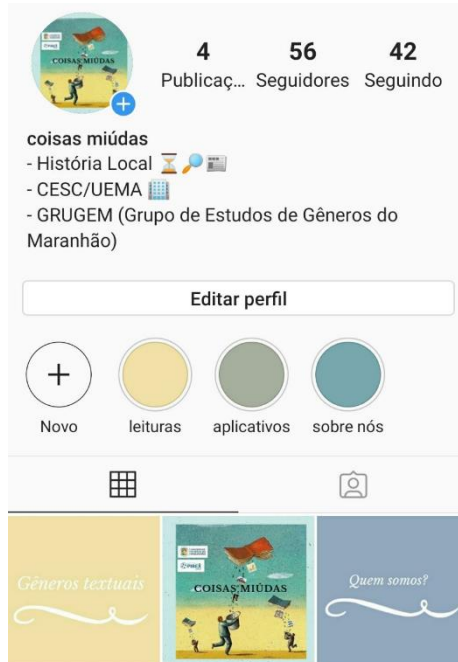 COISAS MIÚDAS
4 56 42
Publicaç... Seguidores Seguindo
coisas miúdas
- História Local
- CESC/UEMA
- GRUGEM (Grupo de Estudos de Gêneros do
Maranhão)
Editar perfil
Novo leituras aplicativos sobre nós
Gêneros textuais
COISAS MIÚDAS
Quem somos?